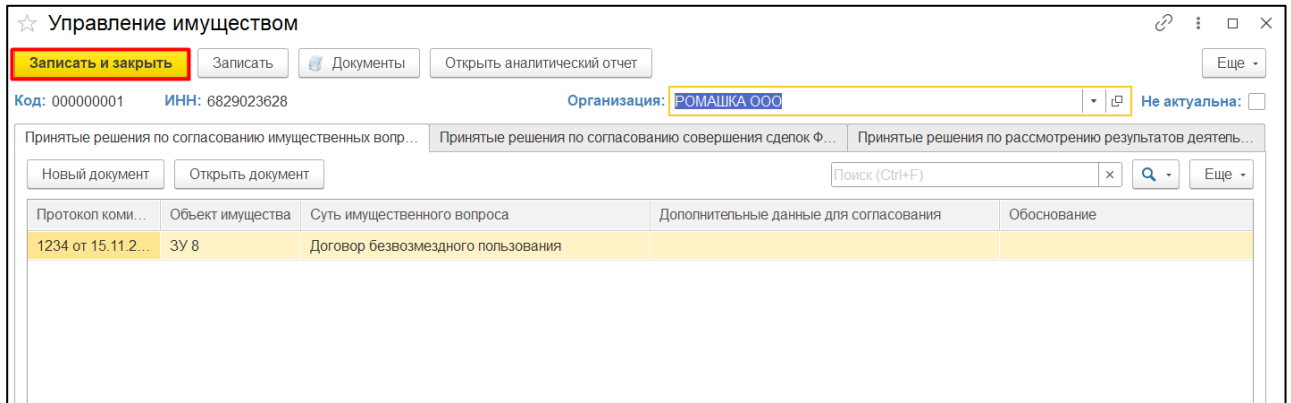 Управление имуществом
Записать и закрыть Записать Документы Открыть аналитический отчет Еще
Код: 000000001 ИНН: 6829023628 Организация: РОМАШКА ООО Не актуальна:
Принятые решения по согласованию имущественных вопр... Принятые решения по согласованию совершения сделок Ф... Принятые решения по рассмотрению результатов деятель...
Новый документ Открыть документ Поиск (Ctrl+F) Еще
Протокол коми... Объект имущества Суть имущественного вопроса Дополнительные данные для согласования Обоснование
1234 от 15.11.2... ЗУ 8 Договор безвозмездного пользования